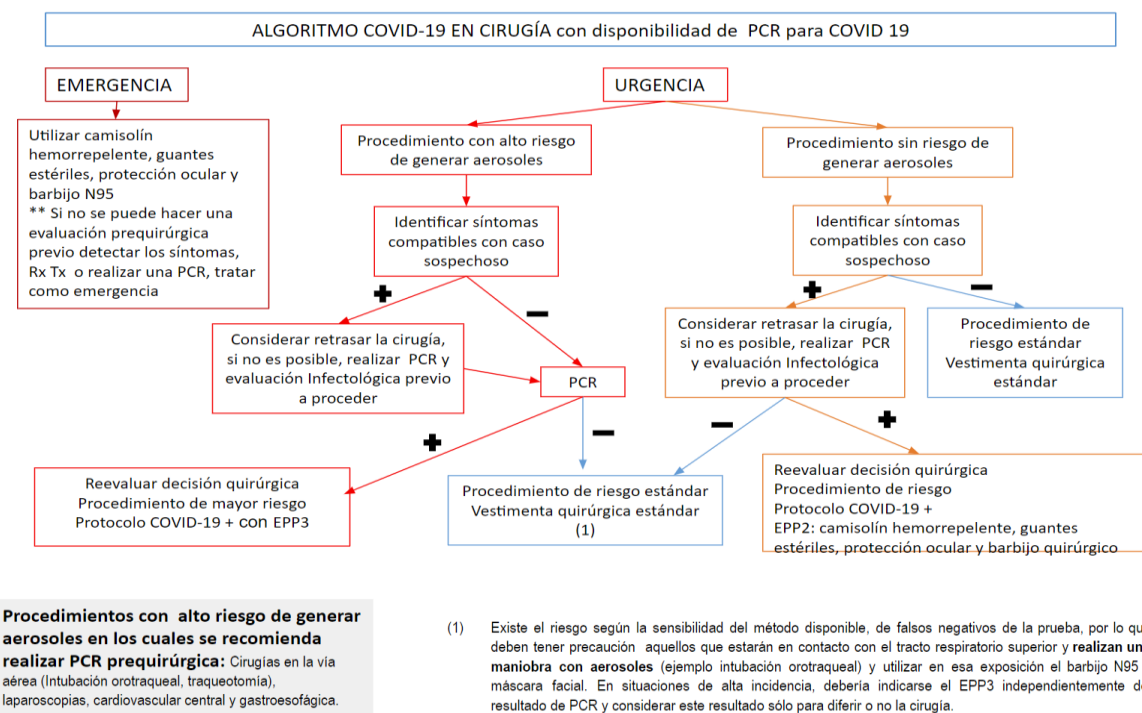 ALGORITMO COVID-19 EN CIRUGÍA con disponibilidad de PCR para COVID 19
EMERGENCIA
Utilizar camisolín
hemorrepelente, guantes
estériles, protección ocular y
barbijo N95
** Si no se puede hacer una
evaluación prequirúrgica
previo detectar los síntomas,
Rx Tx o realizar una PCR, tratar
como emergencia
URGENCIA
Procedimiento con alto riesgo
de generar aerosoles
Identificar síntomas
compatibles con caso
sospechoso
+
−
Considerar retrasar la cirugía,
si no es posible, realizar PCR y
evaluación Infectológica previo
a proceder
PCR
+
−
Reevaluar decisión quirúrgica
Procedimiento de mayor riesgo
Protocolo COVID-19 + con EPP3
Procedimiento de riesgo estándar
Vestimenta quirúrgica estándar
(1)
Procedimiento sin riesgo de
generar aerosoles
Identificar síntomas
compatibles con caso
sospechoso
+
−
Considerar retrasar la cirugía,
si no es posible, realizar PCR
y evaluación Infectológica
previo a proceder
Procedimiento de
riesgo estándar
Vestimenta quirúrgica
estándar
−
+
Reevaluar decisión quirúrgica
Procedimiento de riesgo
Protocolo COVID-19 +
EPP2: camisolín hemorrepelente, guantes
estériles, protección ocular y barbijo quirúrgico
Procedimientos con alto riesgo de generar
aerosoles en los cuales se recomienda
realizar PCR prequirúrgica: Cirugías en la vía
aérea (Intubación orotraqueal, traqueotomía),
laparoscopias, cardiovascular central y gastroesofágica.
(1) Existe el riesgo según la sensibilidad del método disponible, de falsos negativos de la prueba, por lo qu
deben tener precaución aquellos que estarán en contacto con el tracto respiratorio superior y realizan un
maniobra con aerosoles (ejemplo intubación orotraqueal) y utilizar en esa exposición el barbijo N95
máscara facial. En situaciones de alta incidencia, debería indicarse el EPP3 independientemente de
resultado de PCR y considerar este resultado sólo para diferir o no la cirugía.